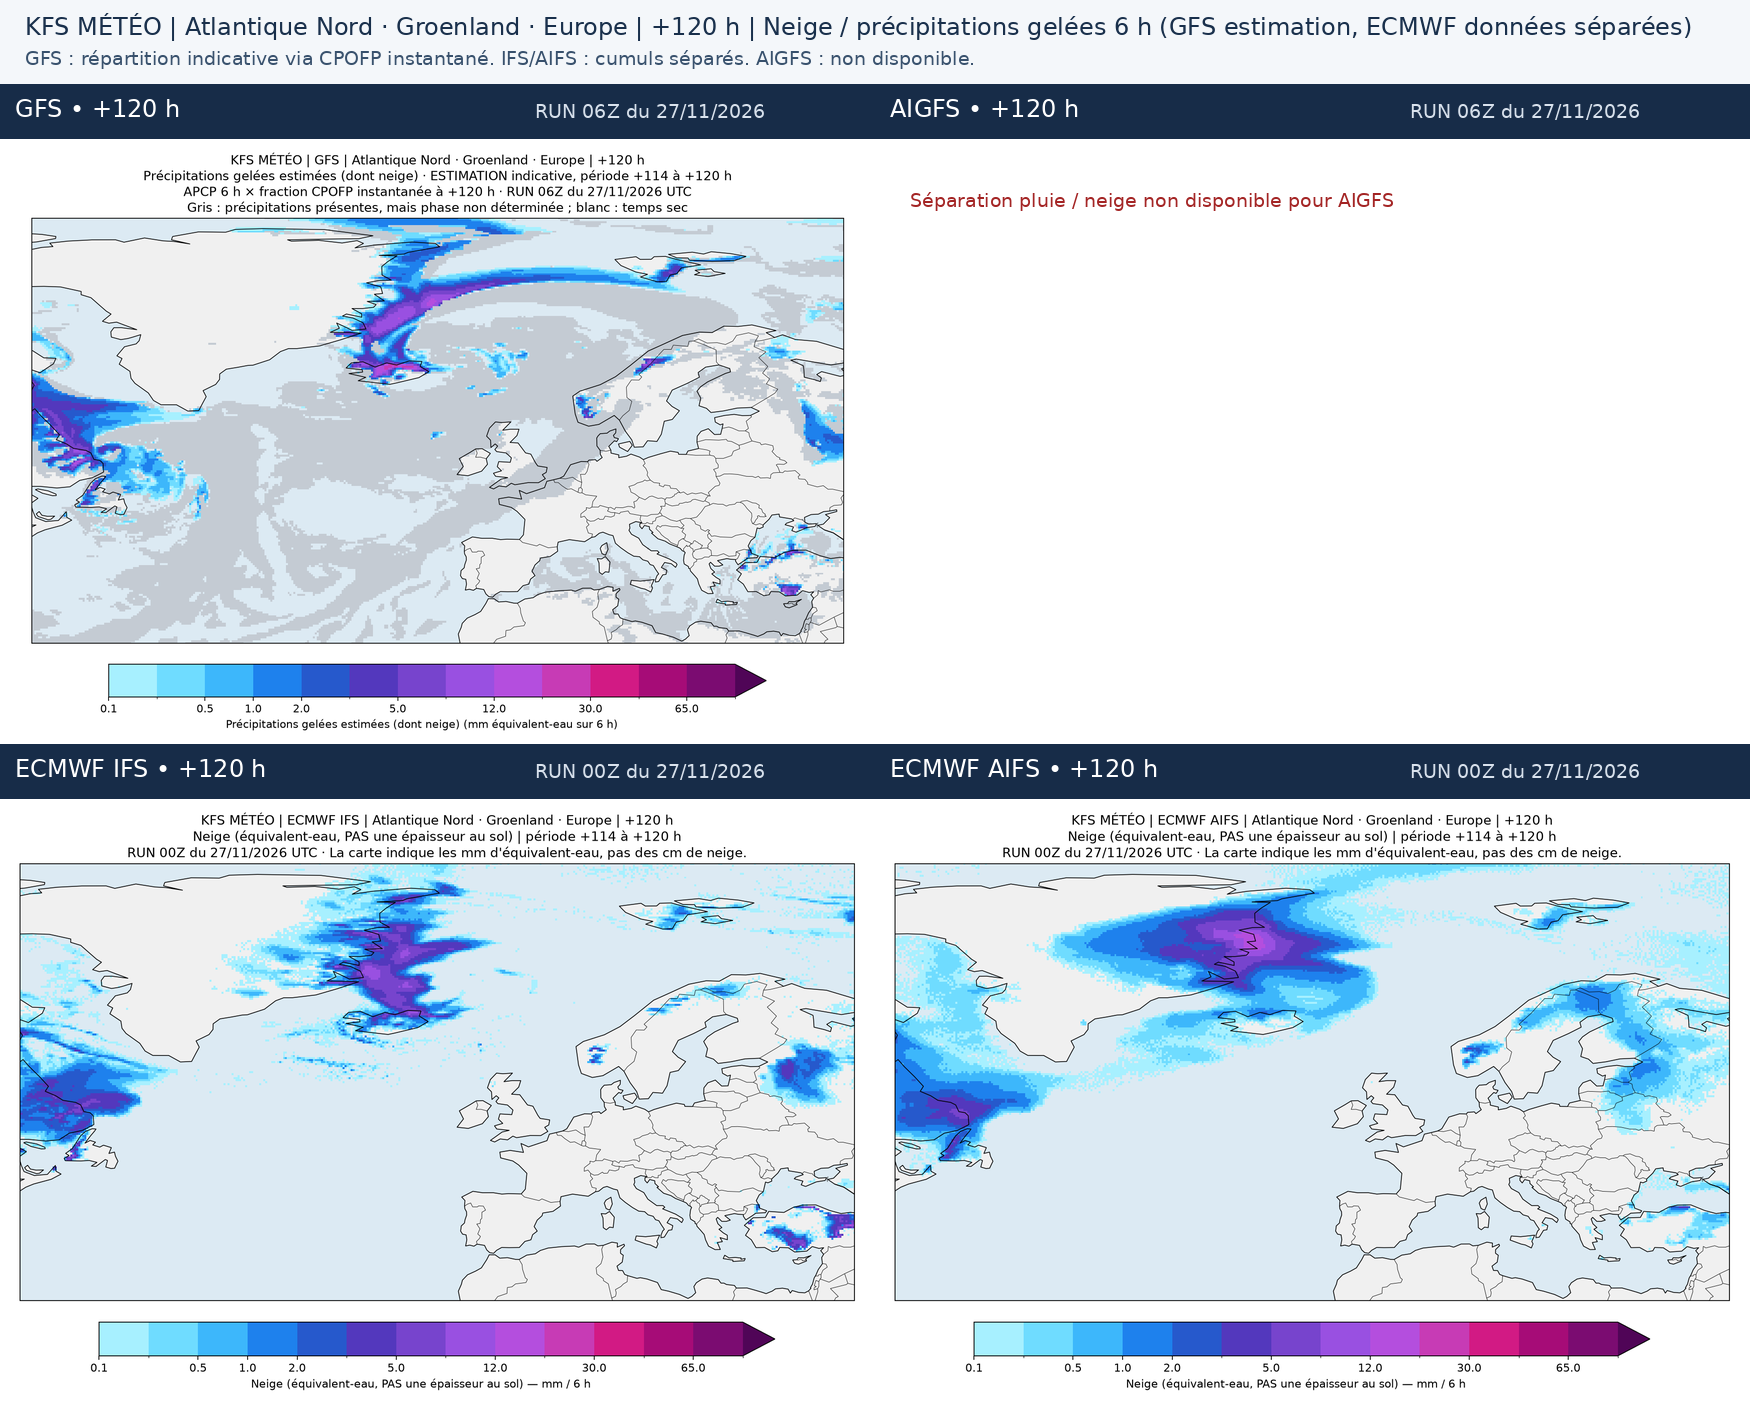 KFS MÉTÉO | Atlantique Nord · Groenland · Europe | +120 h | Neige / précipitations gelées 6 h (GFS estimation, ECMWF données séparées)
GFS : répartition indicative via CPOFP instantané. IFS/AIFS : cumuls séparés. AIGFS : non disponible.
GFS • +120 h
RUN 06Z du 27/11/2026
AIGFS • +120 h
RUN 06Z du 27/11/2026
KFS MÉTÉO | GFS | Atlantique Nord · Groenland · Europe | +120 h
Précipitations gelées estimées (dont neige) · ESTIMATION indicative, période +114 à +120 h
APCP 6 h × fraction CPOFP instantanée à +120 h · RUN 06Z du 27/11/2026 UTC
Gris : précipitations présentes, mais phase non déterminée ; blanc : temps sec
Séparation pluie / neige non disponible pour AIGFS
0.1 0.5 1.0 2.0 5.0 12.0 30.0 65.0
Précipitations gelées estimées (dont neige) (mm équivalent-eau sur 6 h)
ECMWF IFS • +120 h
RUN 00Z du 27/11/2026
ECMWF AIFS • +120 h
RUN 00Z du 27/11/2026
KFS MÉTÉO | ECMWF IFS | Atlantique Nord · Groenland · Europe | +120 h
Neige (équivalent-eau, PAS une épaisseur au sol) | période +114 à +120 h
RUN 00Z du 27/11/2026 UTC · La carte indique les mm d'équivalent-eau, pas des cm de neige.
KFS MÉTÉO | ECMWF AIFS | Atlantique Nord · Groenland · Europe | +120 h
Neige (équivalent-eau, PAS une épaisseur au sol) | période +114 à +120 h
RUN 00Z du 27/11/2026 UTC · La carte indique les mm d'équivalent-eau, pas des cm de neige.
0.1 0.5 1.0 2.0 5.0 12.0 30.0 65.0
Neige (équivalent-eau, PAS une épaisseur au sol) — mm / 6 h
0.1 0.5 1.0 2.0 5.0 12.0 30.0 65.0
Neige (équivalent-eau, PAS une épaisseur au sol) — mm / 6 h